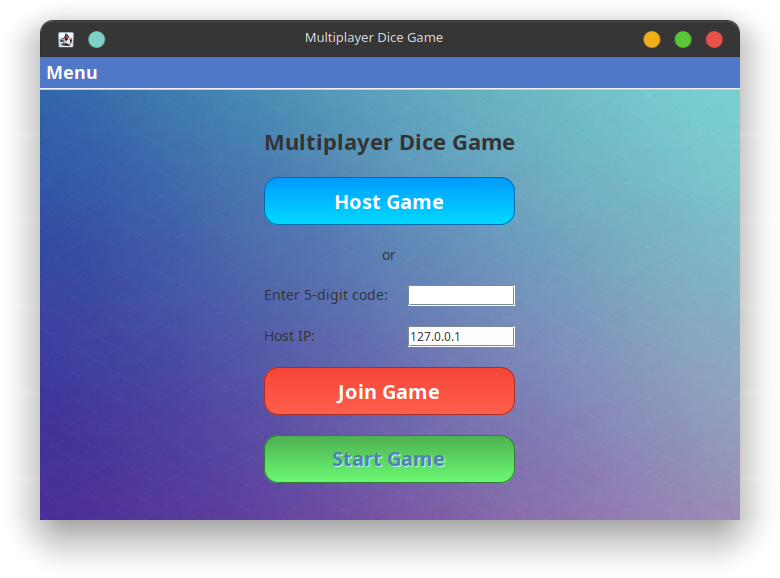 Multiplayer Dice Game
Menu
Multiplayer Dice Game
Host Game
or
Enter 5-digit code:
Host IP: 127.0.0.1
Join Game
Start Game